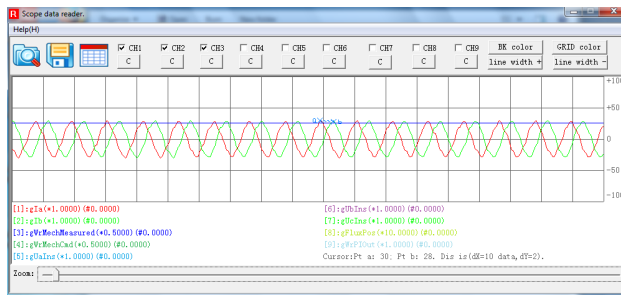 R Scope data reader.
Help(H)
CH1 CH2 CH3 CH4 CH5 CH6 CH7 CH8 CH9 BK color GRID color
C C C C C C C C C line width + line width -
+100
+50
0
-50
-100
[1]:gIa(*1.0000)(#0.0000)
[2]:gIb(*1.0000)(#0.0000)
[3]:gWrMechMeasured(*0.5000)(#0.0000)
[4]:gWrMechCmd(*0.5000)(#0.0000)
[5]:gUaIns(*1.0000)(#0.0000)
[6]:gUbIns(*1.0000)(#0.0000)
[7]:gUcIns(*1.0000)(#0.0000)
[8]:gFluxPos(*10.0000)(#0.0000)
[9]:gWrPIOut(*1.0000)(#0.0000)
Cursor:Pt a: 30; Pt b: 28. Dis is(dX=10 data,dY=2).
Zoom: